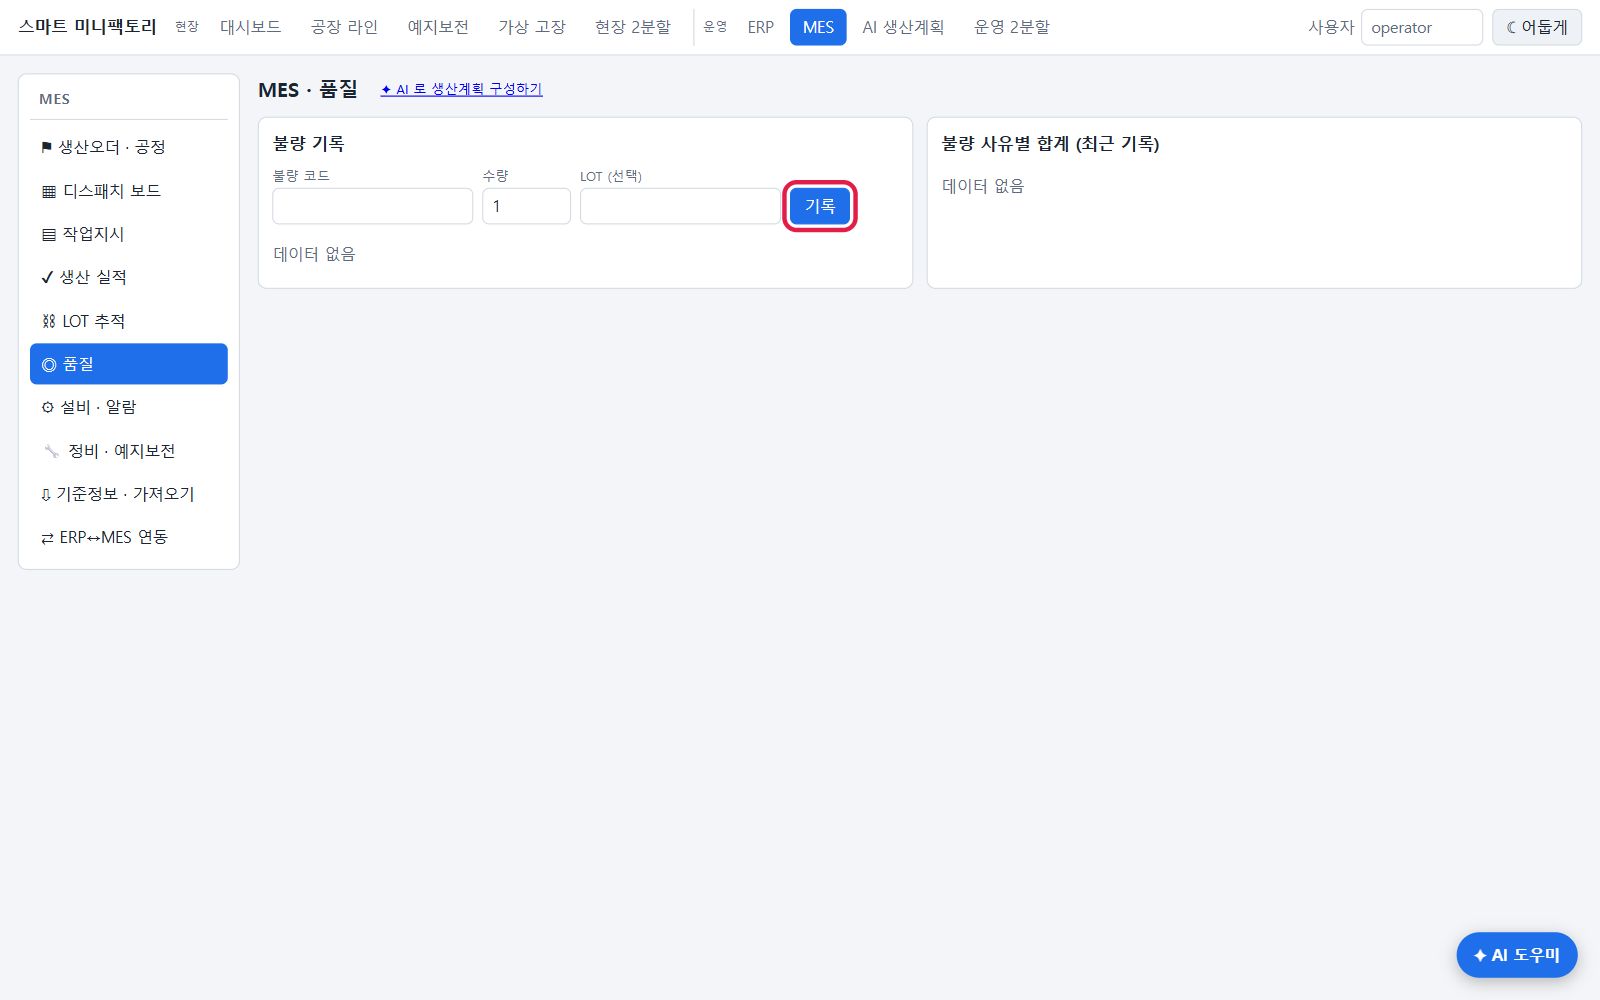 스마트 미니팩토리 현장 대시보드 공장 라인 예지보전 가상 고장 현장 2분할 운영 ERP MES AI 생산계획 운영 2분할 사용자 operator ☾ 어둡게
MES
⚑ 생산오더 · 공정
▦ 디스패치 보드
▤ 작업지시
✓ 생산 실적
⛓ LOT 추적
◎ 품질
⚙ 설비 · 알람
🔧 정비 · 예지보전
⇩ 기준정보 · 가져오기
⇄ ERP↔MES 연동
MES · 품질 ✦ AI 로 생산계획 구성하기
불량 기록
불량 코드 수량 LOT (선택)
1 기록
데이터 없음
불량 사유별 합계 (최근 기록)
데이터 없음
✦ AI 도우미